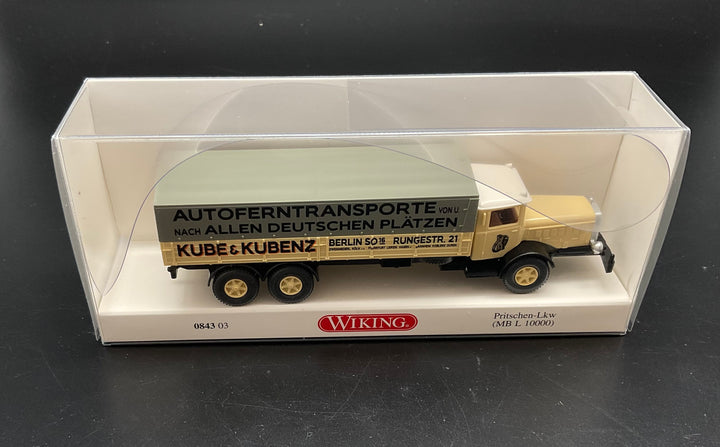 AUTOFERNTRANSPORTE VON U.
NACH ALLEN DEUTSCHEN PLÄTZEN
KUBE & KUBENZ
BERLIN SO 16 RUNGESTR. 21
0843 03
WIKING
Pritschen-Lkw
(MB L 10000)